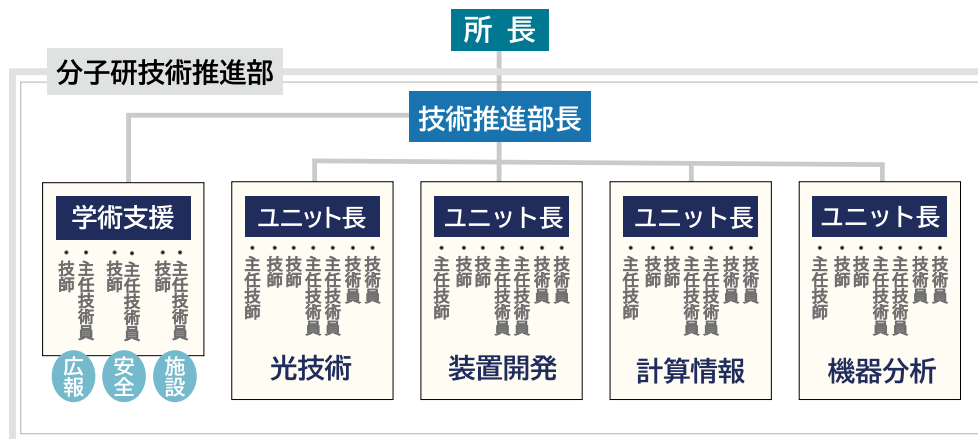 所 長
分子研技術推進部
技術推進部長
学術支援
・技師
・主任技術員
・技師
・主任技術員
・技師
・主任技術員
広報
安全
施設
ユニット長
・主任技師
・技師
・技師
・主任技術員
・主任技術員
・技術員
・技術員
光技術
ユニット長
・主任技師
・技師
・技師
・主任技術員
・主任技術員
・技術員
・技術員
装置開発
ユニット長
・主任技師
・技師
・技師
・主任技術員
・主任技術員
・技術員
・技術員
計算情報
ユニット長
・主任技師
・技師
・技師
・主任技術員
・主任技術員
・技術員
・技術員
機器分析